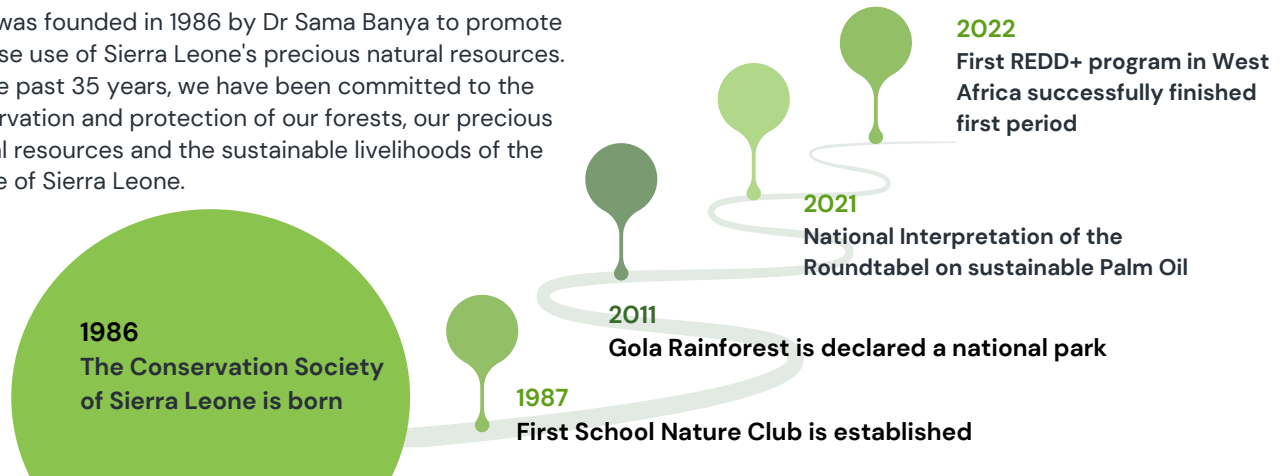 was founded in 1986 by Dr Sama Banya to promote
se use of Sierra Leone's precious natural resources.
e past 35 years, we have been committed to the
rvation and protection of our forests, our precious
l resources and the sustainable livelihoods of the
e of Sierra Leone.
2022
First REDD+ program in West
Africa successfully finished
first period
2021
National Interpretation of the
Roundtabel on sustainable Palm Oil
2011
Gola Rainforest is declared a national park
1986
The Conservation Society
of Sierra Leone is born
1987
First School Nature Club is established